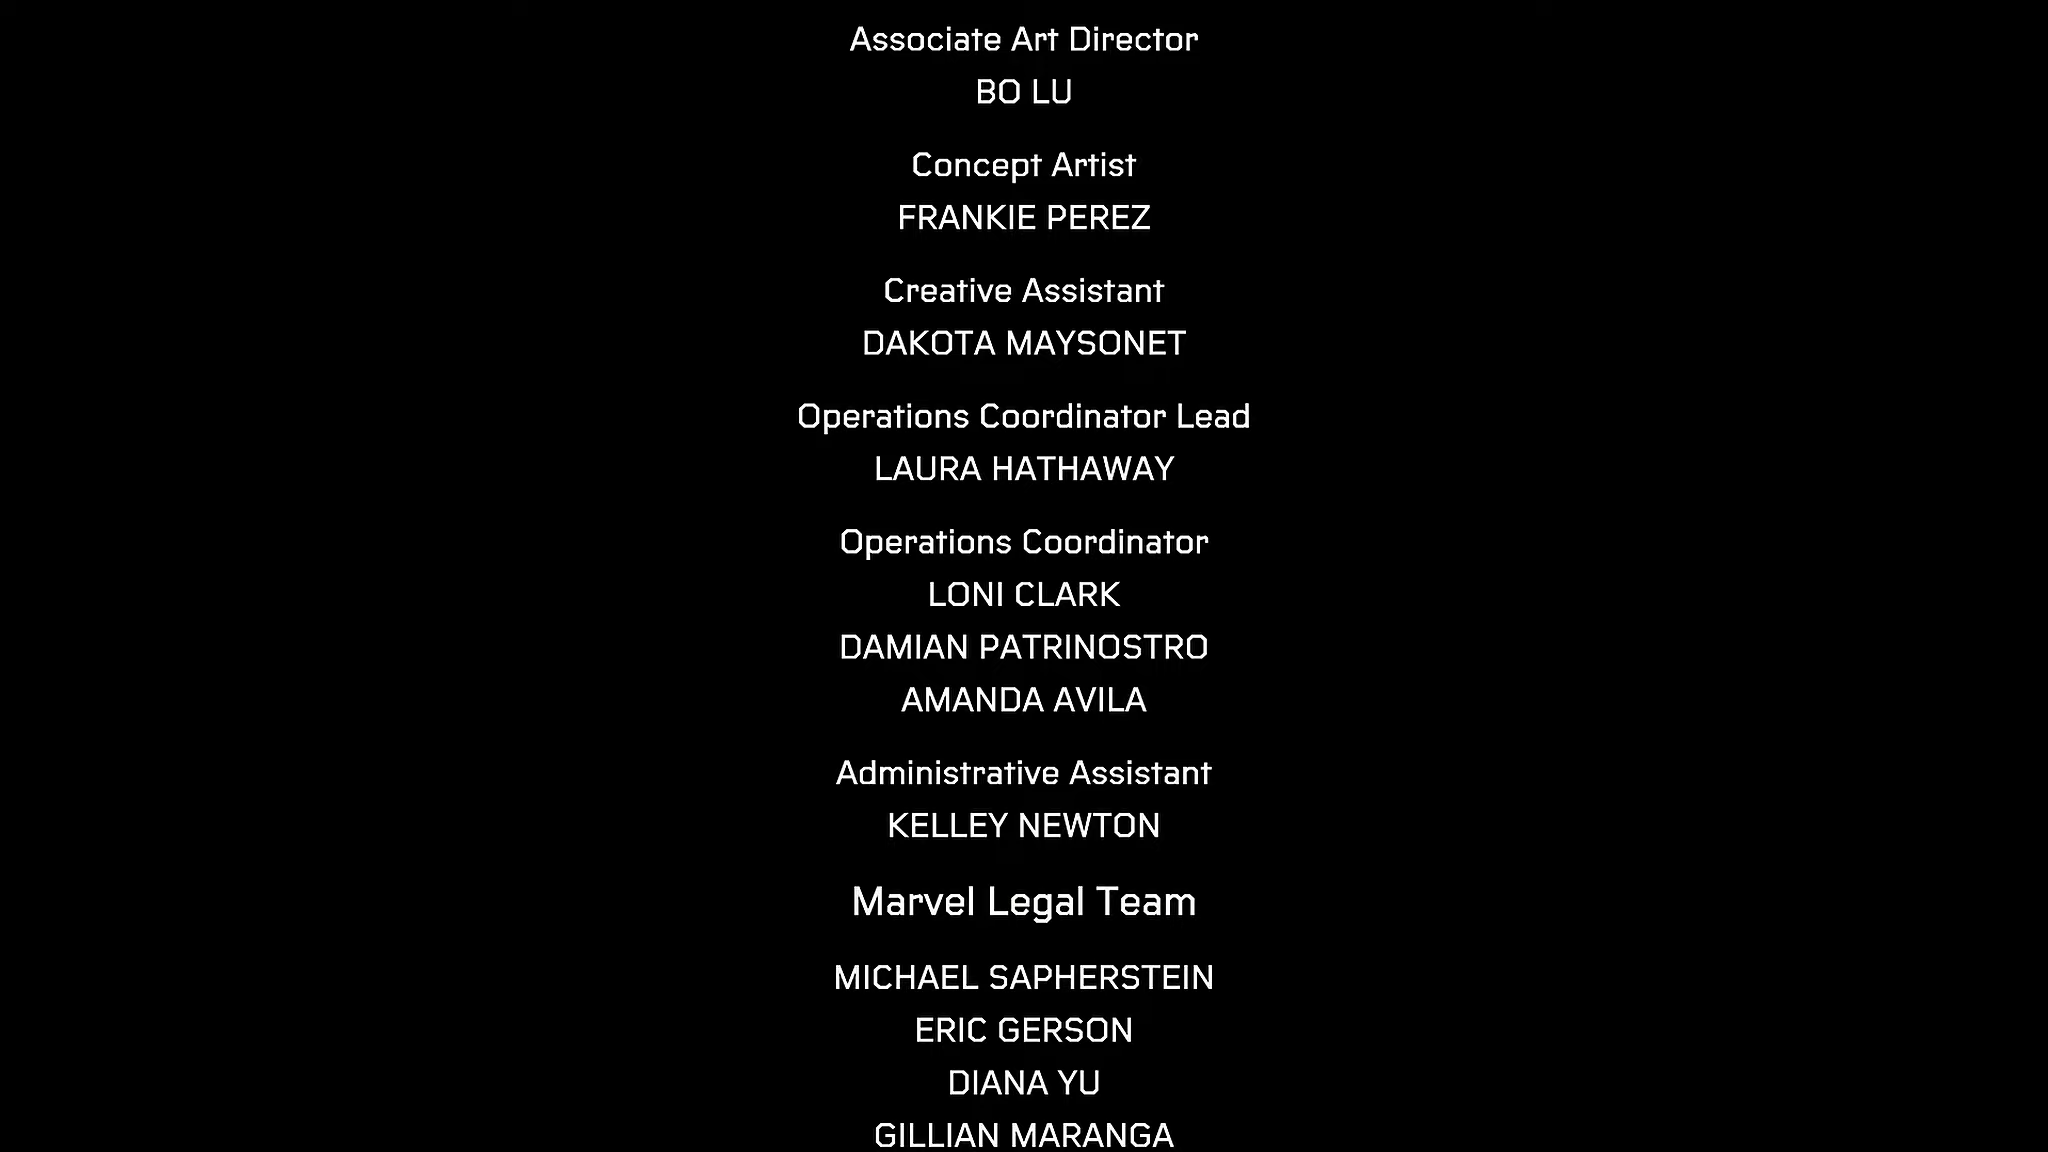 Associate Art Director
BO LU
Concept Artist
FRANKIE PEREZ
Creative Assistant
DAKOTA MAYSONET
Operations Coordinator Lead
LAURA HATHAWAY
Operations Coordinator
LONI CLARK
DAMIAN PATRINOSTRO
AMANDA AVILA
Administrative Assistant
KELLEY NEWTON
Marvel Legal Team
MICHAEL SAPHERSTEIN
ERIC GERSON
DIANA YU
GILLIAN MARANGA